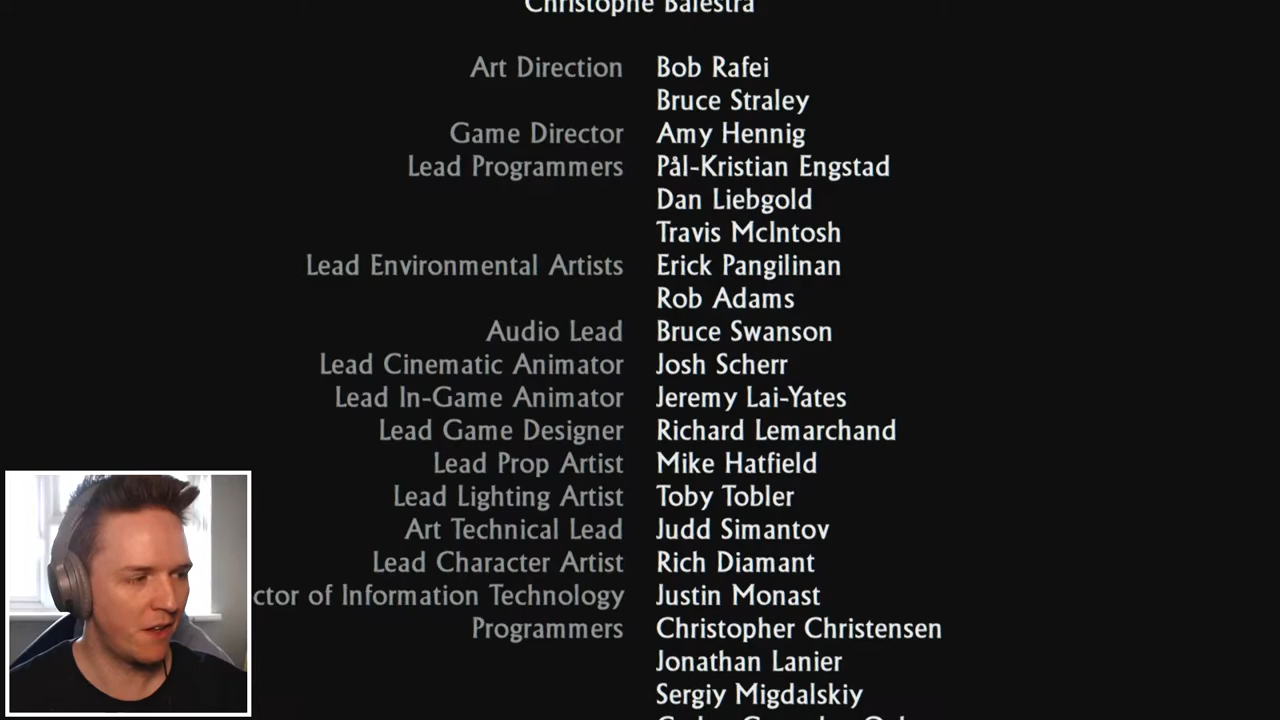 Christophe Balestra
Art Direction Bob Rafei
Bruce Straley
Game Director Amy Hennig
Lead Programmers Pål-Kristian Engstad
Dan Liebgold
Travis McIntosh
Lead Environmental Artists Erick Pangilinan
Rob Adams
Audio Lead Bruce Swanson
Lead Cinematic Animator Josh Scherr
Lead In-Game Animator Jeremy Lai-Yates
Lead Game Designer Richard Lemarchand
Lead Prop Artist Mike Hatfield
Lead Lighting Artist Toby Tobler
Art Technical Lead Judd Simantov
Lead Character Artist Rich Diamant
ctor of Information Technology Justin Monast
Programmers Christopher Christensen
Jonathan Lanier
Sergiy Migdalskiy